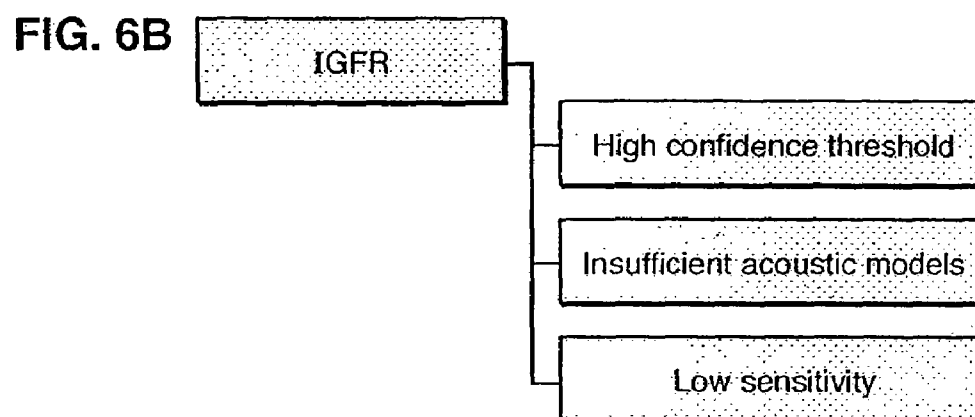 FIG. 6B
IGFR
High confidence threshold
Insufficient acoustic models
Low sensitivity